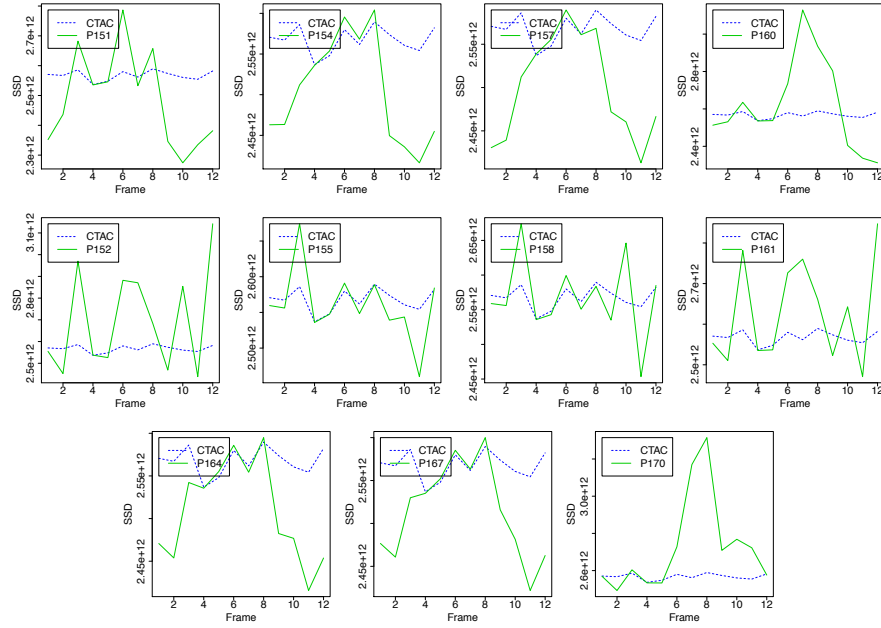 CTAC
P151
SSD
2.3e+12 2.5e+12 2.7e+12
2 4 6 8 10 12
Frame
CTAC
P154
SSD
2.45e+12 2.55e+12
2 4 6 8 10 12
Frame
CTAC
P157
SSD
2.45e+12 2.55e+12
2 4 6 8 10 12
Frame
CTAC
P160
SSD
2.4e+12 2.8e+12
2 4 6 8 10 12
Frame
CTAC
P152
SSD
2.5e+12 2.8e+12 3.1e+12
2 4 6 8 10 12
Frame
CTAC
P155
SSD
2.500e+12 2.600e+12
2 4 6 8 10 12
Frame
CTAC
P158
SSD
2.45e+12 2.55e+12 2.65e+12
2 4 6 8 10 12
Frame
CTAC
P161
SSD
2.5e+12 2.7e+12
2 4 6 8 10 12
Frame
CTAC
P164
SSD
2.45e+12 2.55e+12
2 4 6 8 10 12
Frame
CTAC
P167
SSD
2.45e+12 2.55e+12
2 4 6 8 10 12
Frame
CTAC
P170
SSD
2.6e+12 3.0e+12
2 4 6 8 10 12
Frame